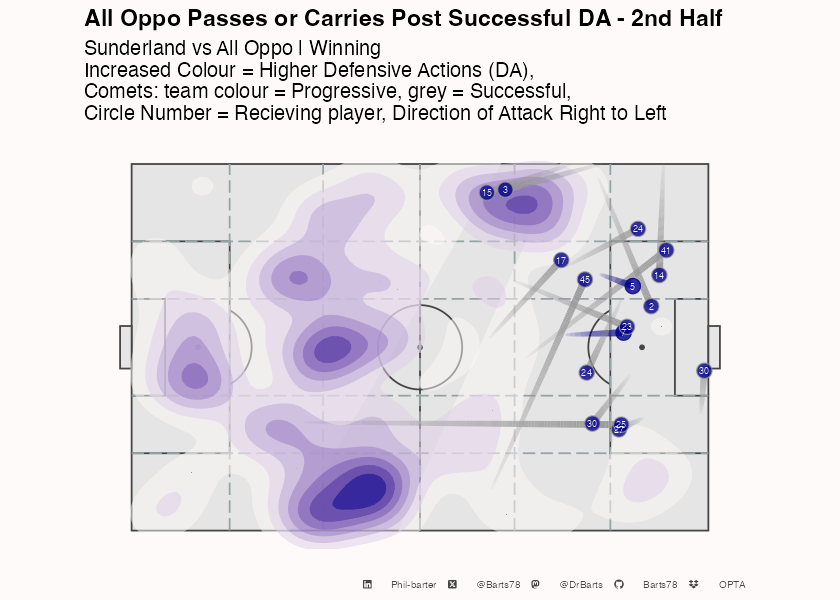 All Oppo Passes or Carries Post Successful DA - 2nd Half
Sunderland vs All Oppo | Winning
Increased Colour = Higher Defensive Actions (DA),
Comets: team colour = Progressive, grey = Successful,
Circle Number = Recieving player, Direction of Attack Right to Left
15 3
24
41
17
14
45
5
2
23
24
30
30 25
Phil-barter @Barts78 @DrBarts Barts78 OPTA